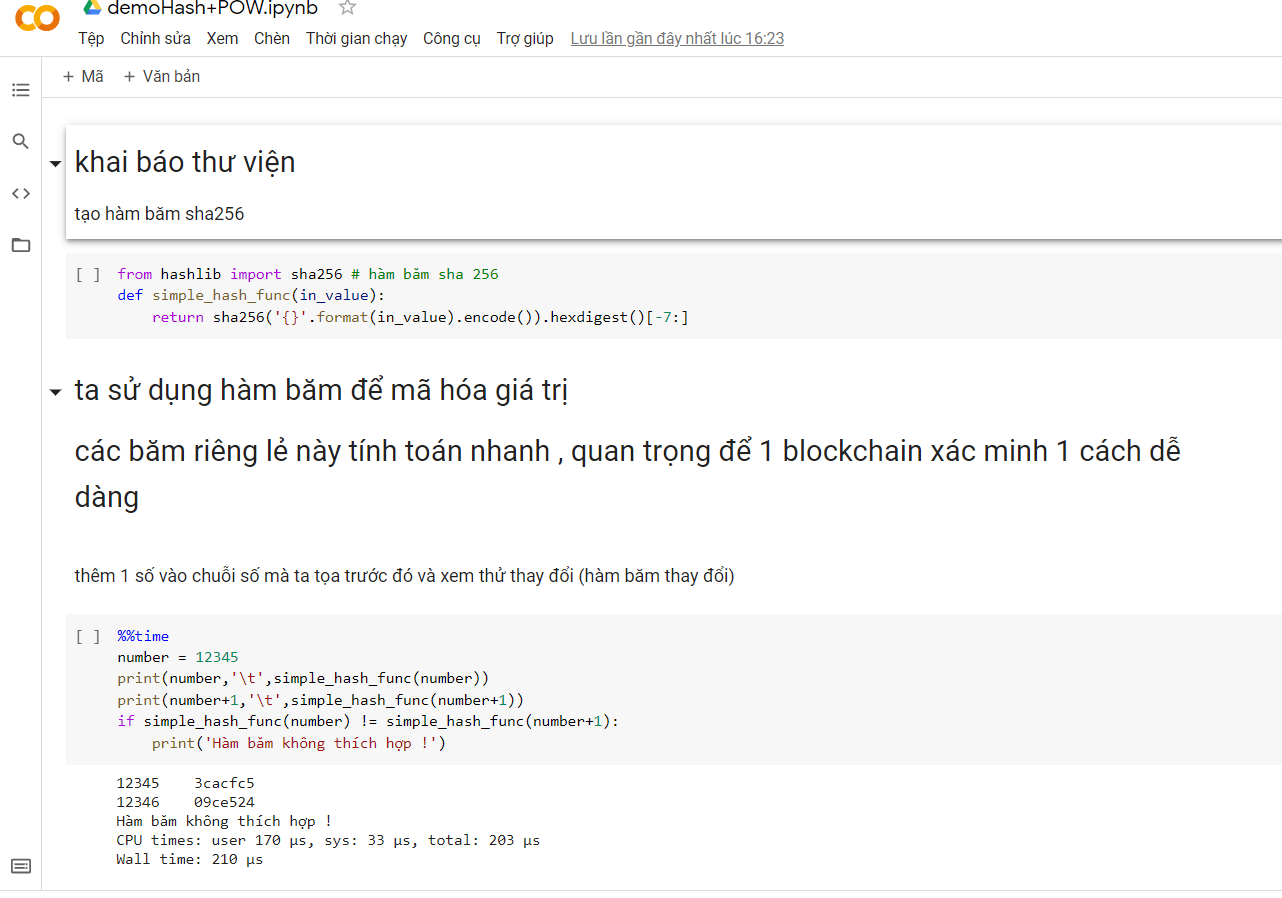 demoHash+POW.ipynb
Tệp Chỉnh sửa Xem Chèn Thời gian chạy Công cụ Trợ giúp Lưu lần gần đây nhất lúc 16:23
+ Mã + Văn bản
khai báo thư viện
tạo hàm băm sha256
[ ] from hashlib import sha256 # hàm băm sha 256
def simple_hash_func(in_value):
    return sha256('{}'.format(in_value).encode()).hexdigest()[-7:]
ta sử dụng hàm băm để mã hóa giá trị
các băm riêng lẻ này tính toán nhanh , quan trọng để 1 blockchain xác minh 1 cách dễ
dàng
thêm 1 số vào chuỗi số mà ta tọa trước đó và xem thử thay đổi (hàm băm thay đổi)
[ ] %%time
number = 12345
print(number,'\t',simple_hash_func(number))
print(number+1,'\t',simple_hash_func(number+1))
if simple_hash_func(number) != simple_hash_func(number+1):
    print('Hàm băm không thích hợp !')
12345    3cacfc5
12346    09ce524
Hàm băm không thích hợp !
CPU times: user 170 µs, sys: 33 µs, total: 203 µs
Wall time: 210 µs